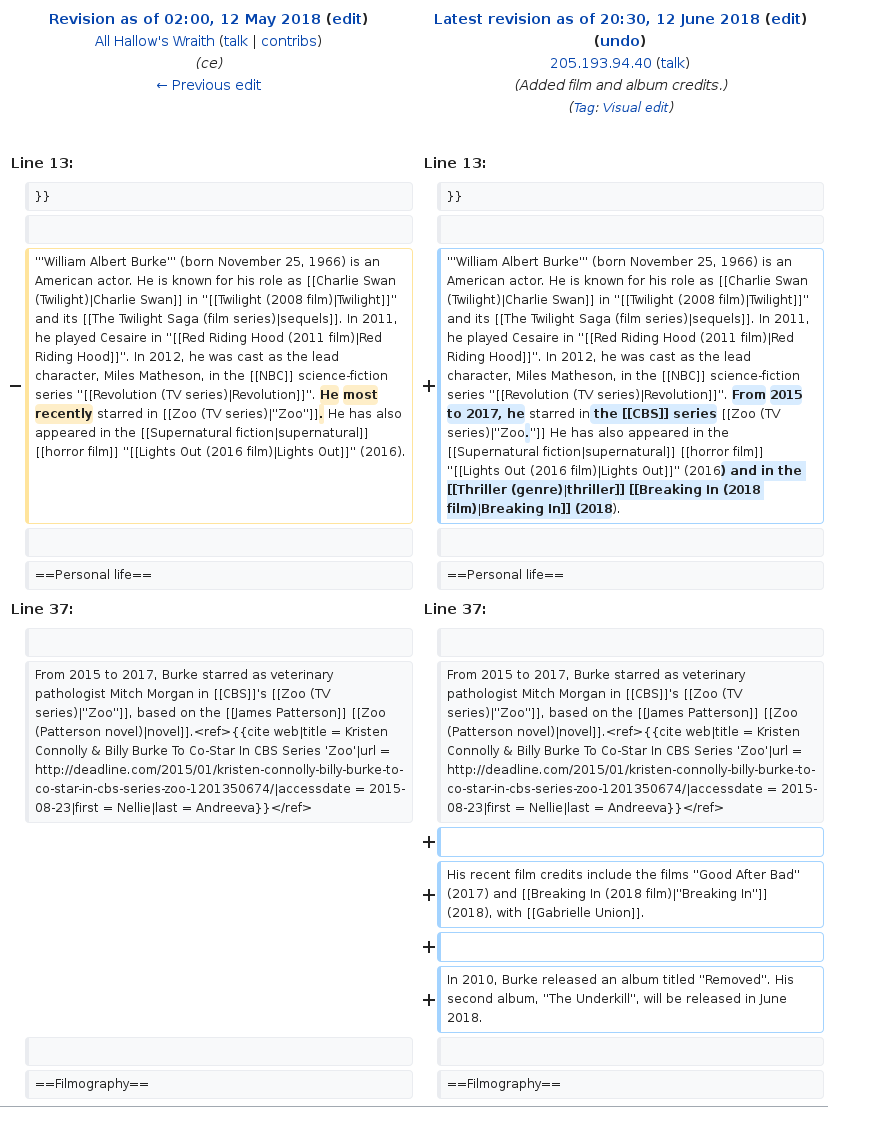 Revision as of 02:00, 12 May 2018 (edit)
All Hallow's Wraith (talk | contribs)
(ce)
← Previous edit
Latest revision as of 20:30, 12 June 2018 (edit)
(undo)
205.193.94.40 (talk)
(Added film and album credits.)
(Tag: Visual edit)
Line 13:
Line 13:
}}
}}
−
'''William Albert Burke''' (born November 25, 1966) is an
American actor. He is known for his role as [[Charlie Swan
(Twilight)|Charlie Swan]] in ''[[Twilight (2008 film)|Twilight]]''
and its [[The Twilight Saga (film series)|sequels]]. In 2011,
he played Cesaire in ''[[Red Riding Hood (2011 film)|Red
Riding Hood]]''. In 2012, he was cast as the lead
character, Miles Matheson, in the [[NBC]] science-fiction
series ''[[Revolution (TV series)|Revolution]]''. He most
recently starred in [[Zoo (TV series)|''Zoo'']]. He has also
appeared in the [[Supernatural fiction|supernatural]]
[[horror film]] ''[[Lights Out (2016 film)|Lights Out]]'' (2016).
+
'''William Albert Burke''' (born November 25, 1966) is an
American actor. He is known for his role as [[Charlie Swan
(Twilight)|Charlie Swan]] in ''[[Twilight (2008 film)|Twilight]]''
and its [[The Twilight Saga (film series)|sequels]]. In 2011,
he played Cesaire in ''[[Red Riding Hood (2011 film)|Red
Riding Hood]]''. In 2012, he was cast as the lead
character, Miles Matheson, in the [[NBC]] science-fiction
series ''[[Revolution (TV series)|Revolution]]''. From 2015
to 2017, he starred in the [[CBS]] series [[Zoo (TV
series)|''Zoo.'']] He has also appeared in the
[[Supernatural fiction|supernatural]] [[horror film]]
''[[Lights Out (2016 film)|Lights Out]]'' (2016) and in the
[[Thriller (genre)|thriller]] [[Breaking In (2018
film)|Breaking In]] (2018).
==Personal life==
==Personal life==
Line 37:
Line 37:
From 2015 to 2017, Burke starred as veterinary
pathologist Mitch Morgan in [[CBS]]'s [[Zoo (TV
series)|''Zoo'']], based on the [[James Patterson]] [[Zoo
(Patterson novel)|novel]].<ref>{{cite web|title = Kristen
Connolly & Billy Burke To Co-Star In CBS Series 'Zoo'|url =
http://deadline.com/2015/01/kristen-connolly-billy-burke-to-
co-star-in-cbs-series-zoo-1201350674/|accessdate = 2015-
08-23|first = Nellie|last = Andreeva}}</ref>
From 2015 to 2017, Burke starred as veterinary
pathologist Mitch Morgan in [[CBS]]'s [[Zoo (TV
series)|''Zoo'']], based on the [[James Patterson]] [[Zoo
(Patterson novel)|novel]].<ref>{{cite web|title = Kristen
Connolly & Billy Burke To Co-Star In CBS Series 'Zoo'|url =
http://deadline.com/2015/01/kristen-connolly-billy-burke-to-
co-star-in-cbs-series-zoo-1201350674/|accessdate = 2015-
08-23|first = Nellie|last = Andreeva}}</ref>
+
+
His recent film credits include the films ''Good After Bad''
(2017) and [[Breaking In (2018 film)|''Breaking In'']]
(2018), with [[Gabrielle Union]].
+
+
In 2010, Burke released an album titled ''Removed''. His
second album, ''The Underkill'', will be released in June
2018.
==Filmography==
==Filmography==